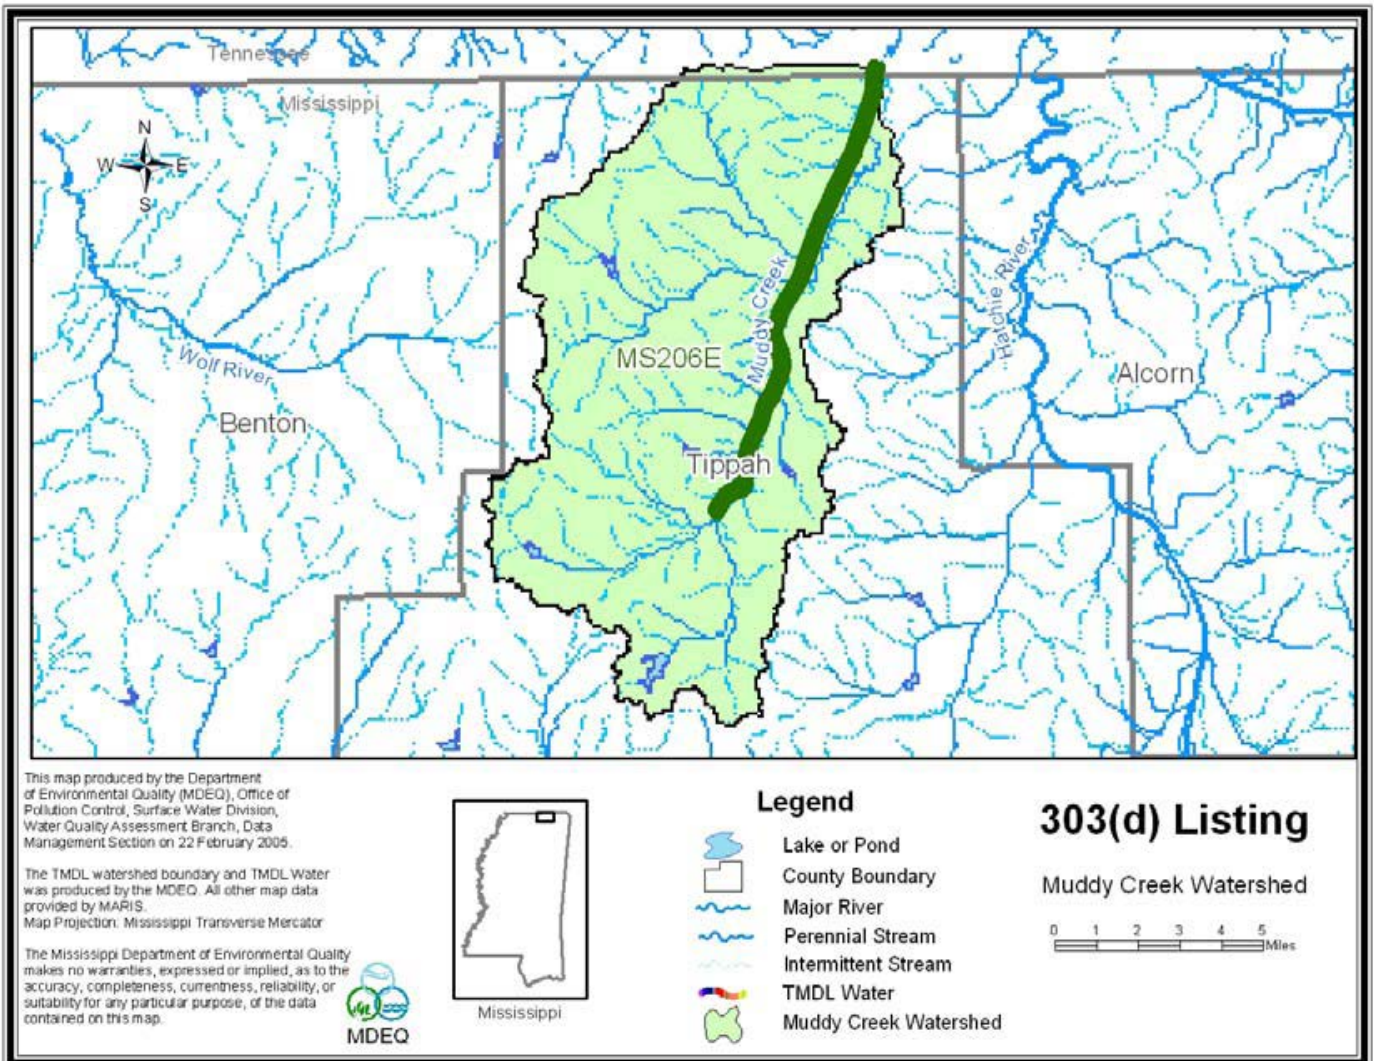 Tennessee
Mississippi
N
W
E
S
Muddy Creek
Hatchie River
Wolf River
MS206E
Alcorn
Benton
Tippah
This map produced by the Department
of Environmental Quality (MDEQ), Office of
Pollution Control, Surface Water Division,
Water Quality Assessment Branch, Data
Management Section on 22 February 2005.
The TMDL watershed boundary and TMDL Water
was produced by the MDEQ. All other map data
provided by MARIS.
Map Projection: Mississippi Transverse Mercator
The Mississippi Department of Environmental Quality
makes no warranties, expressed or implied, as to the
accuracy, completeness, currentness, reliability, or
suitability for any particular purpose, of the data
contained on this map.
MDEQ
Mississippi
Legend
Lake or Pond
County Boundary
Major River
Perennial Stream
Intermittent Stream
TMDL Water
Muddy Creek Watershed
303(d) Listing
Muddy Creek Watershed
0 1 2 3 4 5
Miles